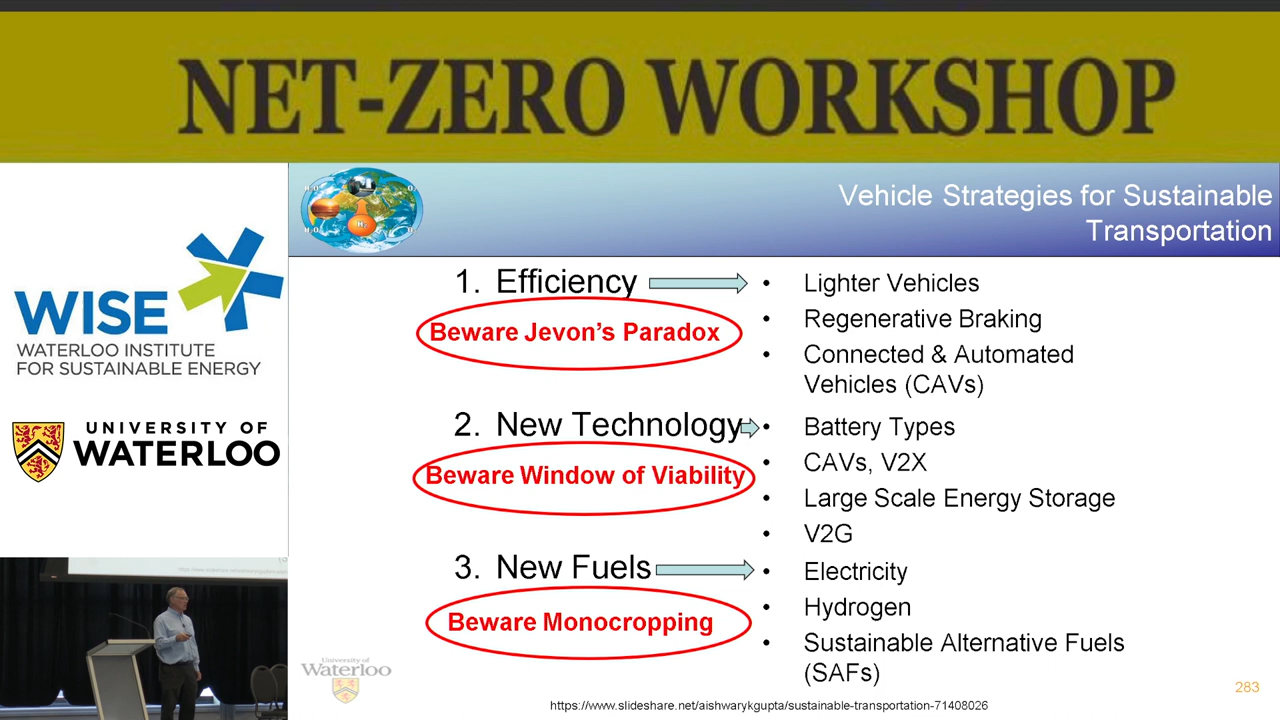 NET-ZERO WORKSHOP
Vehicle Strategies for Sustainable
Transportation
WISE
WATERLOO INSTITUTE
FOR SUSTAINABLE ENERGY
UNIVERSITY OF
WATERLOO
1. Efficiency
Beware Jevon's Paradox
• Lighter Vehicles
• Regenerative Braking
• Connected & Automated
Vehicles (CAVs)
2. New Technology
Beware Window of Viability
• Battery Types
• CAVs, V2X
• Large Scale Energy Storage
• V2G
3. New Fuels
Beware Monocropping
• Electricity
• Hydrogen
• Sustainable Alternative Fuels
(SAFs)
University of
Waterloo
283
https://www.slideshare.net/aishwarykgupta/sustainable-transportation-71408026